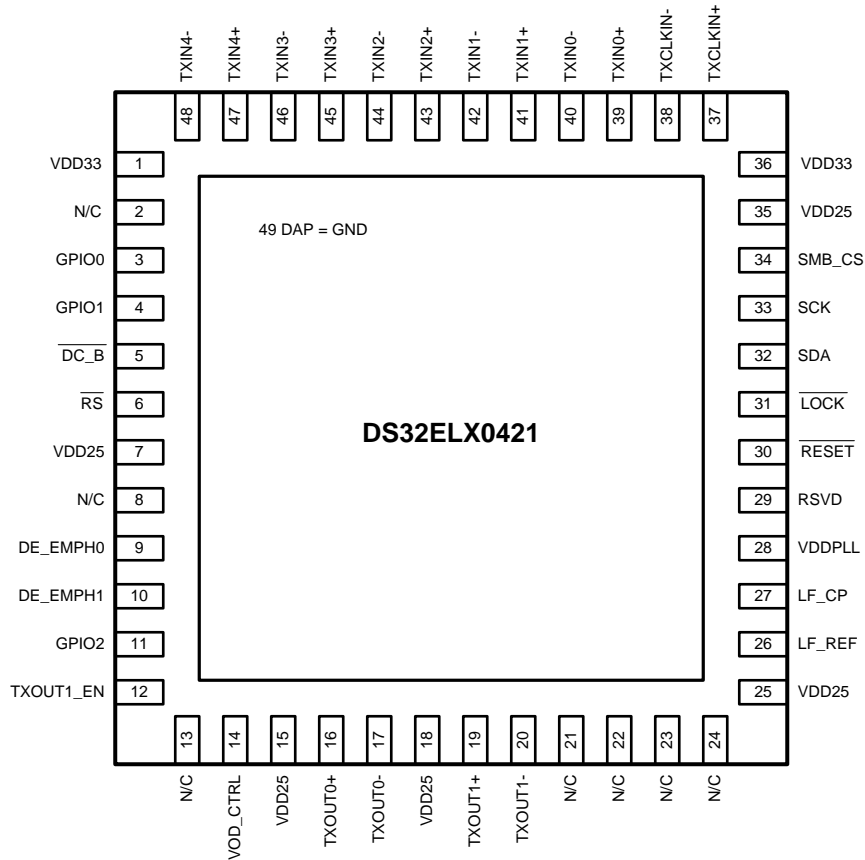 TXIN4-
TXIN4+
TXIN3-
TXIN3+
TXIN2-
TXIN2+
TXIN1-
TXIN1+
TXIN0-
TXIN0+
TXCLKIN-
TXCLKIN+
48
47
46
45
44
43
42
41
40
39
38
37
VDD33 1
N/C 2
GPIO0 3
GPIO1 4
DC_B 5
RS 6
VDD25 7
N/C 8
DE_EMPH0 9
DE_EMPH1 10
GPIO2 11
TXOUT1_EN 12
49 DAP = GND
DS32ELX0421
36 VDD33
35 VDD25
34 SMB_CS
33 SCK
32 SDA
31 LOCK
30 RESET
29 RSVD
28 VDDPLL
27 LF_CP
26 LF_REF
25 VDD25
13
14
15
16
17
18
19
20
21
22
23
24
N/C
VOD_CTRL
VDD25
TXOUT0+
TXOUT0-
VDD25
TXOUT1+
TXOUT1-
N/C
N/C
N/C
N/C